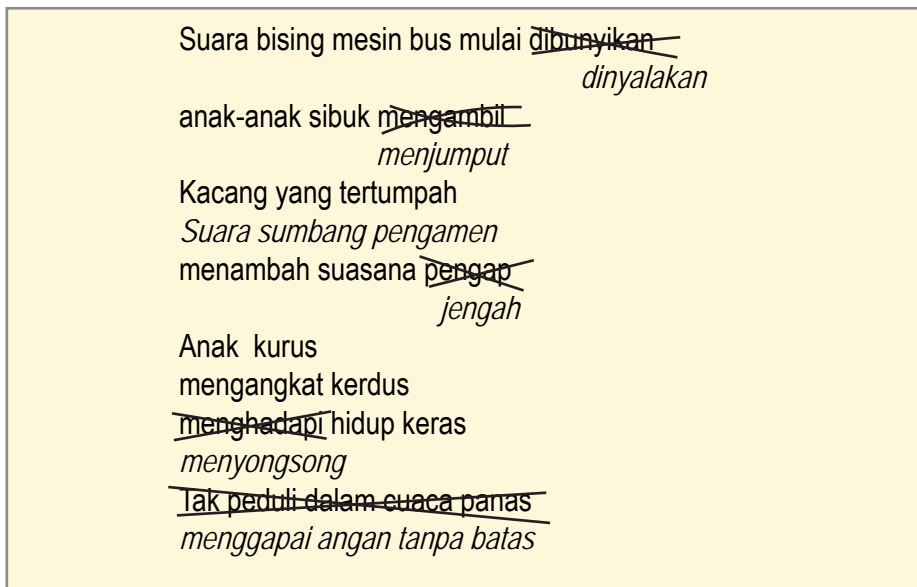 Suara bising mesin bus mulai dibunyikan
dinyalakan
anak-anak sibuk mengambil
menjumput
Kacang yang tertumpah
Suara sumbang pengamen
menambah suasana pengap
jengah
Anak kurus
mengangkat kerdus
menghadapi hidup keras
menyongsong
Tak peduli dalam cuaca panas
menggapai angan tanpa batas